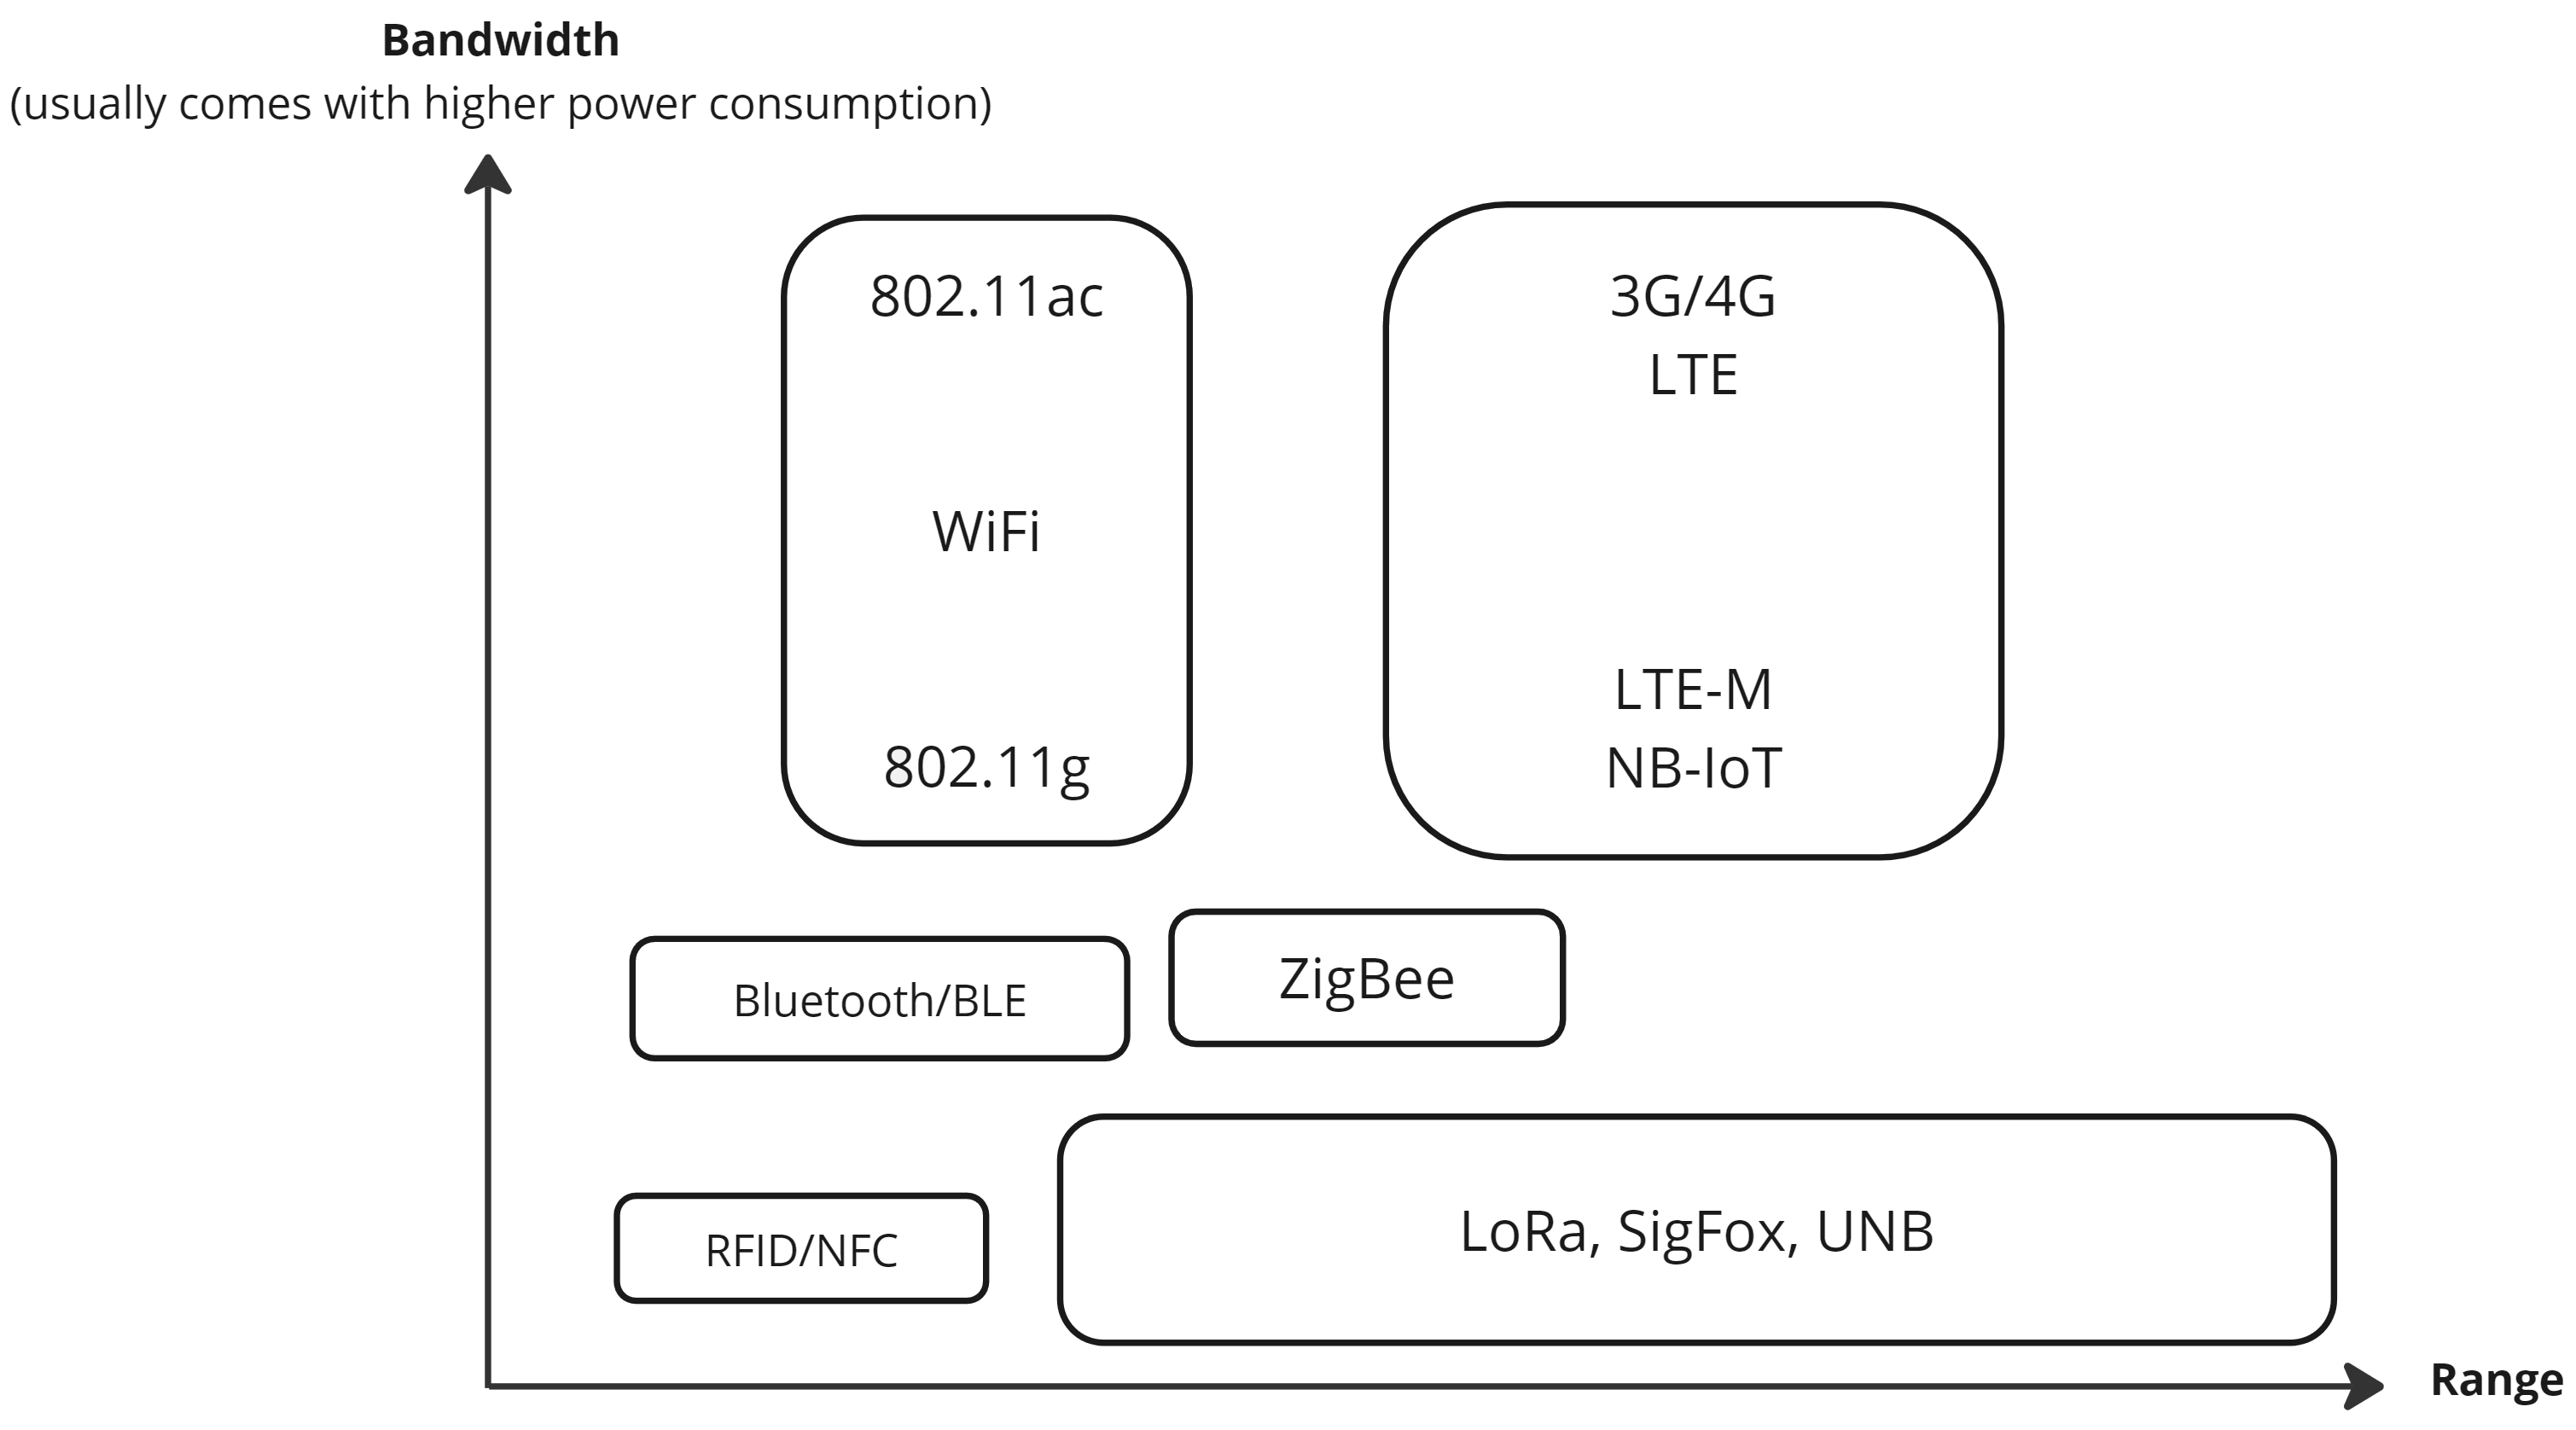 Bandwidth
(usually comes with higher power consumption)
802.11ac
WiFi
802.11g
3G/4G
LTE
LTE-M
NB-IoT
Bluetooth/BLE
ZigBee
RFID/NFC
LoRa, SigFox, UNB
Range